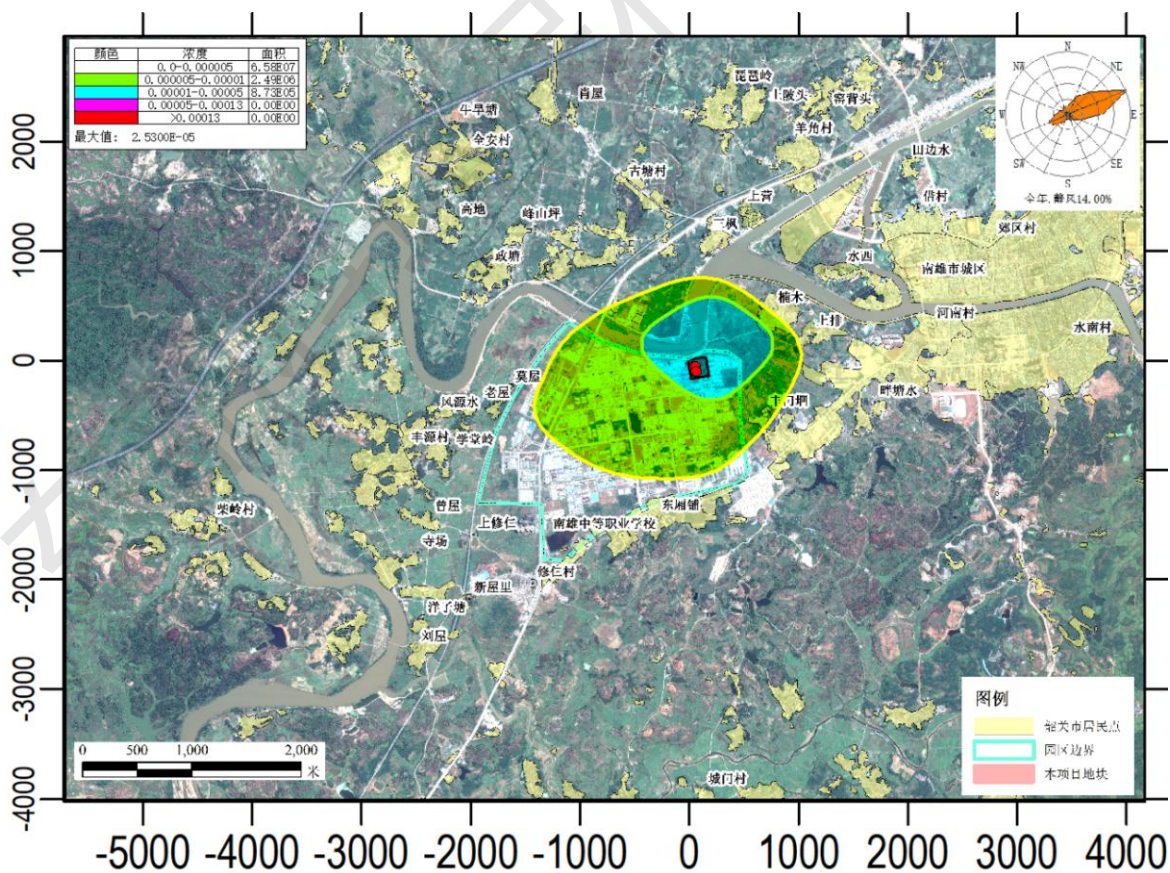 颜色 浓度 面积
0.0-0.000005 6.58E07
0.000005-0.00001 2.49E06
0.00001-0.00005 8.73E05
0.00005-0.00013 0.00E00
>0.00013 0.00E00
最大值: 2.5300E-05
N
NW NE
W E
SW SE
S
全年,静风14.00%
琵琶岭
肖屋
上陂头 窑背头
牛旱塘
羊角村
全安村
田边水
古塘村
上营
借村
高地
峰山坪
二枫
郊区村
政塘
水西
南雄市城区
楠木
河南村
上排
水南村
莫屋
老屋
畔塘水
风源水
丰源村 学堂岭
曾屋
东厢铺
柴岭村
上修仁
南雄中等职业学校
寺场
修仁村
新屋里
洋了塘
刘屋
城门村
图例
韶关市居民点
园区边界
本项目地块
0 500 1,000 2,000
米
2000
1000
0
-1000
-2000
-3000
-4000
-5000 -4000 -3000 -2000 -1000 0 1000 2000 3000 4000